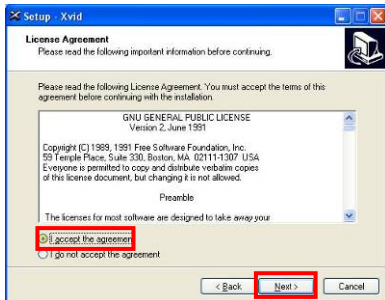 Setup - Xvid
License Agreement
Please read the following important information before continuing.
Please read the following License Agreement. You must accept the terms of this
agreement before continuing with the installation.
GNU GENERAL PUBLIC LICENSE
Version 2, June 1991
Copyright (C) 1989, 1991 Free Software Foundation, Inc.
59 Temple Place, Suite 330, Boston, MA 02111-1307 USA
Everyone is permitted to copy and distribute verbatim copies
of this license document, but changing it is not allowed.
Preamble
The licenses for most software are designed to take away your
I accept the agreemen
I do not accept the agreement
< Back Next > Cancel